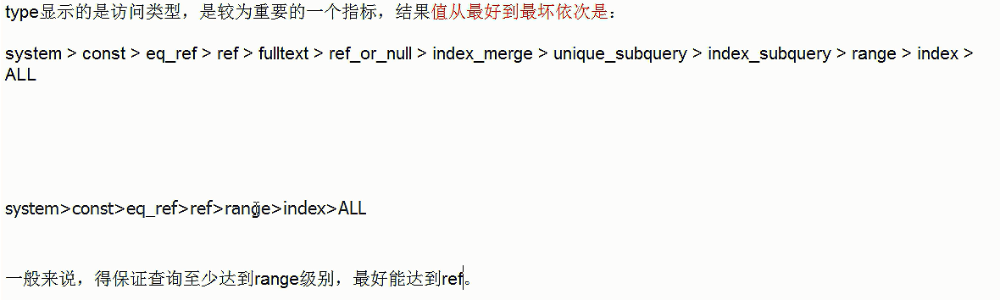 type显示的是访问类型，是较为重要的一个指标，结果值从最好到最坏依次是：
system > const > eq_ref > ref > fulltext > ref_or_null > index_merge > unique_subquery > index_subquery > range > index >
ALL
system>const>eq_ref>ref>range>index>ALL
一般来说，得保证查询至少达到range级别，最好能达到ref。